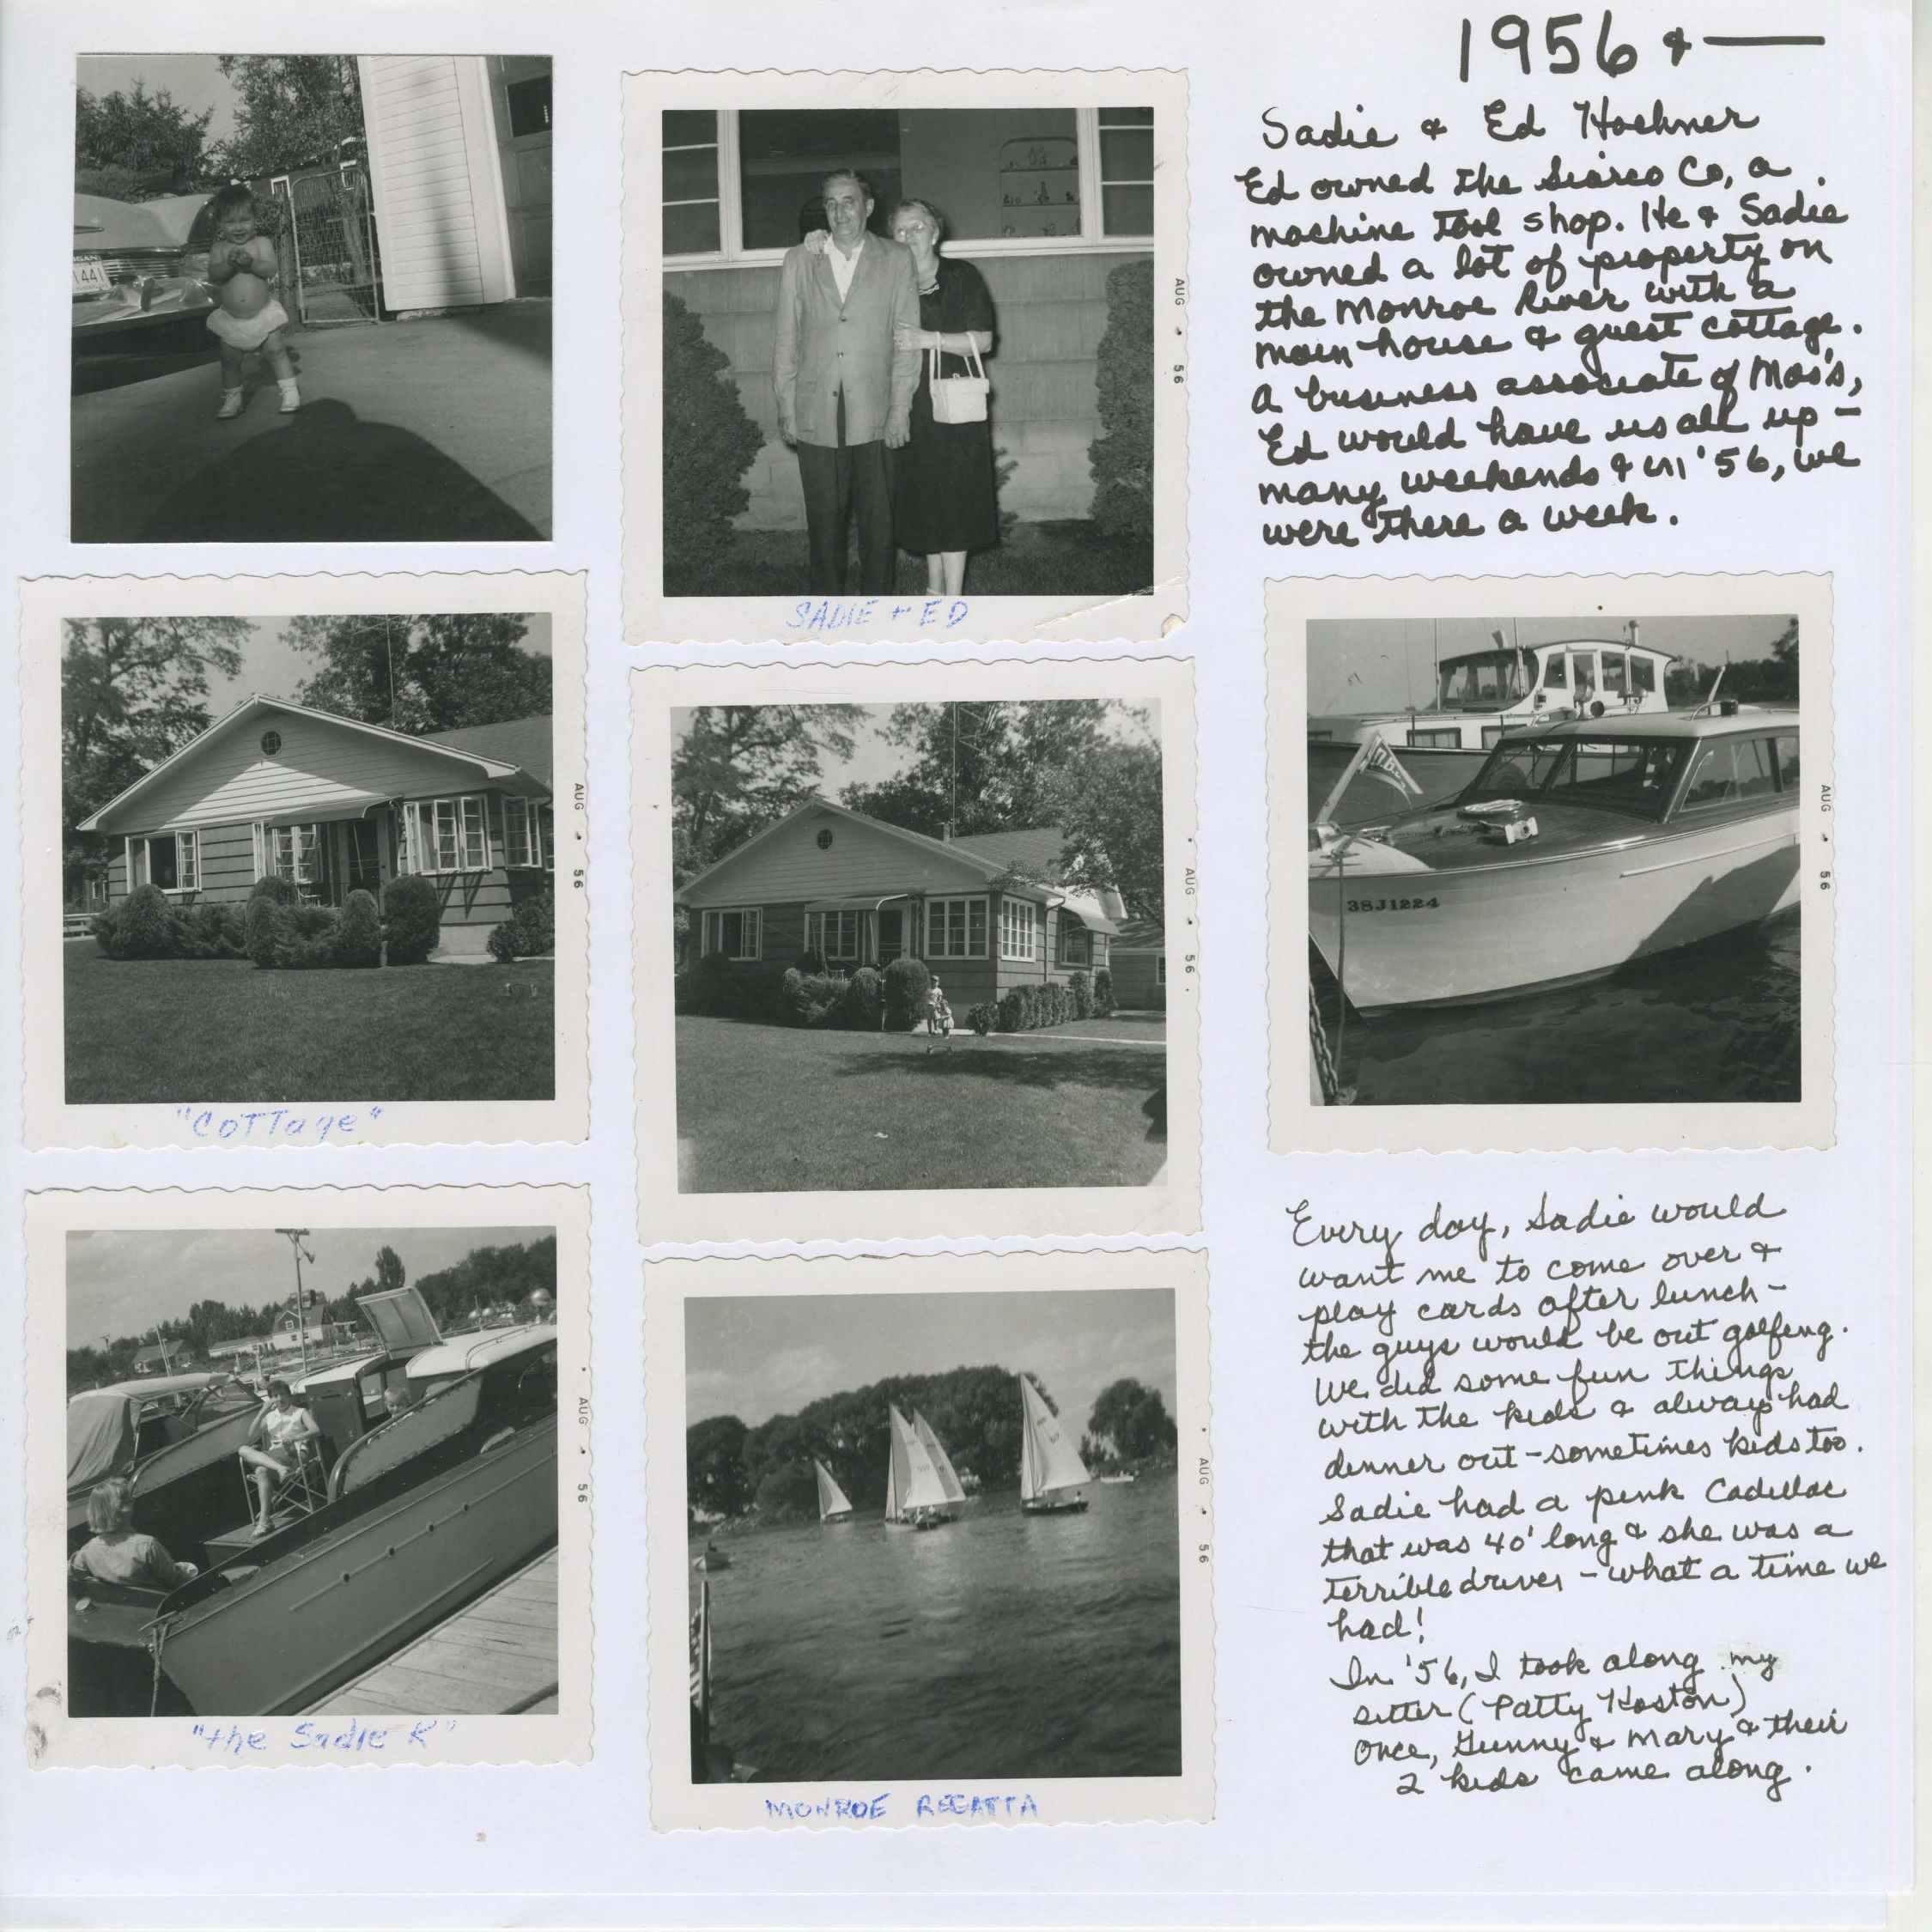 1956 & —
Sadie & Ed Hoehner
Ed owned the Searco Co, a
machine tool shop. He & Sadie
owned a lot of property on
the Monroe River with a
main house & guest cottage.
A business associate of Mao's,
Ed would have us all up –
many weekends & in '56, we
were there a week.
441
AUG • 56
SADIE + ED
AUG • 56
"COTTage"
AUG • 56
38J1224
AUG • 56
AUG • 56
"the Sadie K"
AUG • 56
MONROE REGATTA
Every day, Sadie would
want me to come over &
play cards after lunch –
the guys would be out golfing.
We did some fun things
with the kids & always had
dinner out – sometimes kids too.
Sadie had a pink Cadillac
that was 40' long & she was a
terrible driver – what a time we
had!
In '56, I took along my
sitter (Patty Koston)
Once, Gunny & Mary & their
2 kids came along.